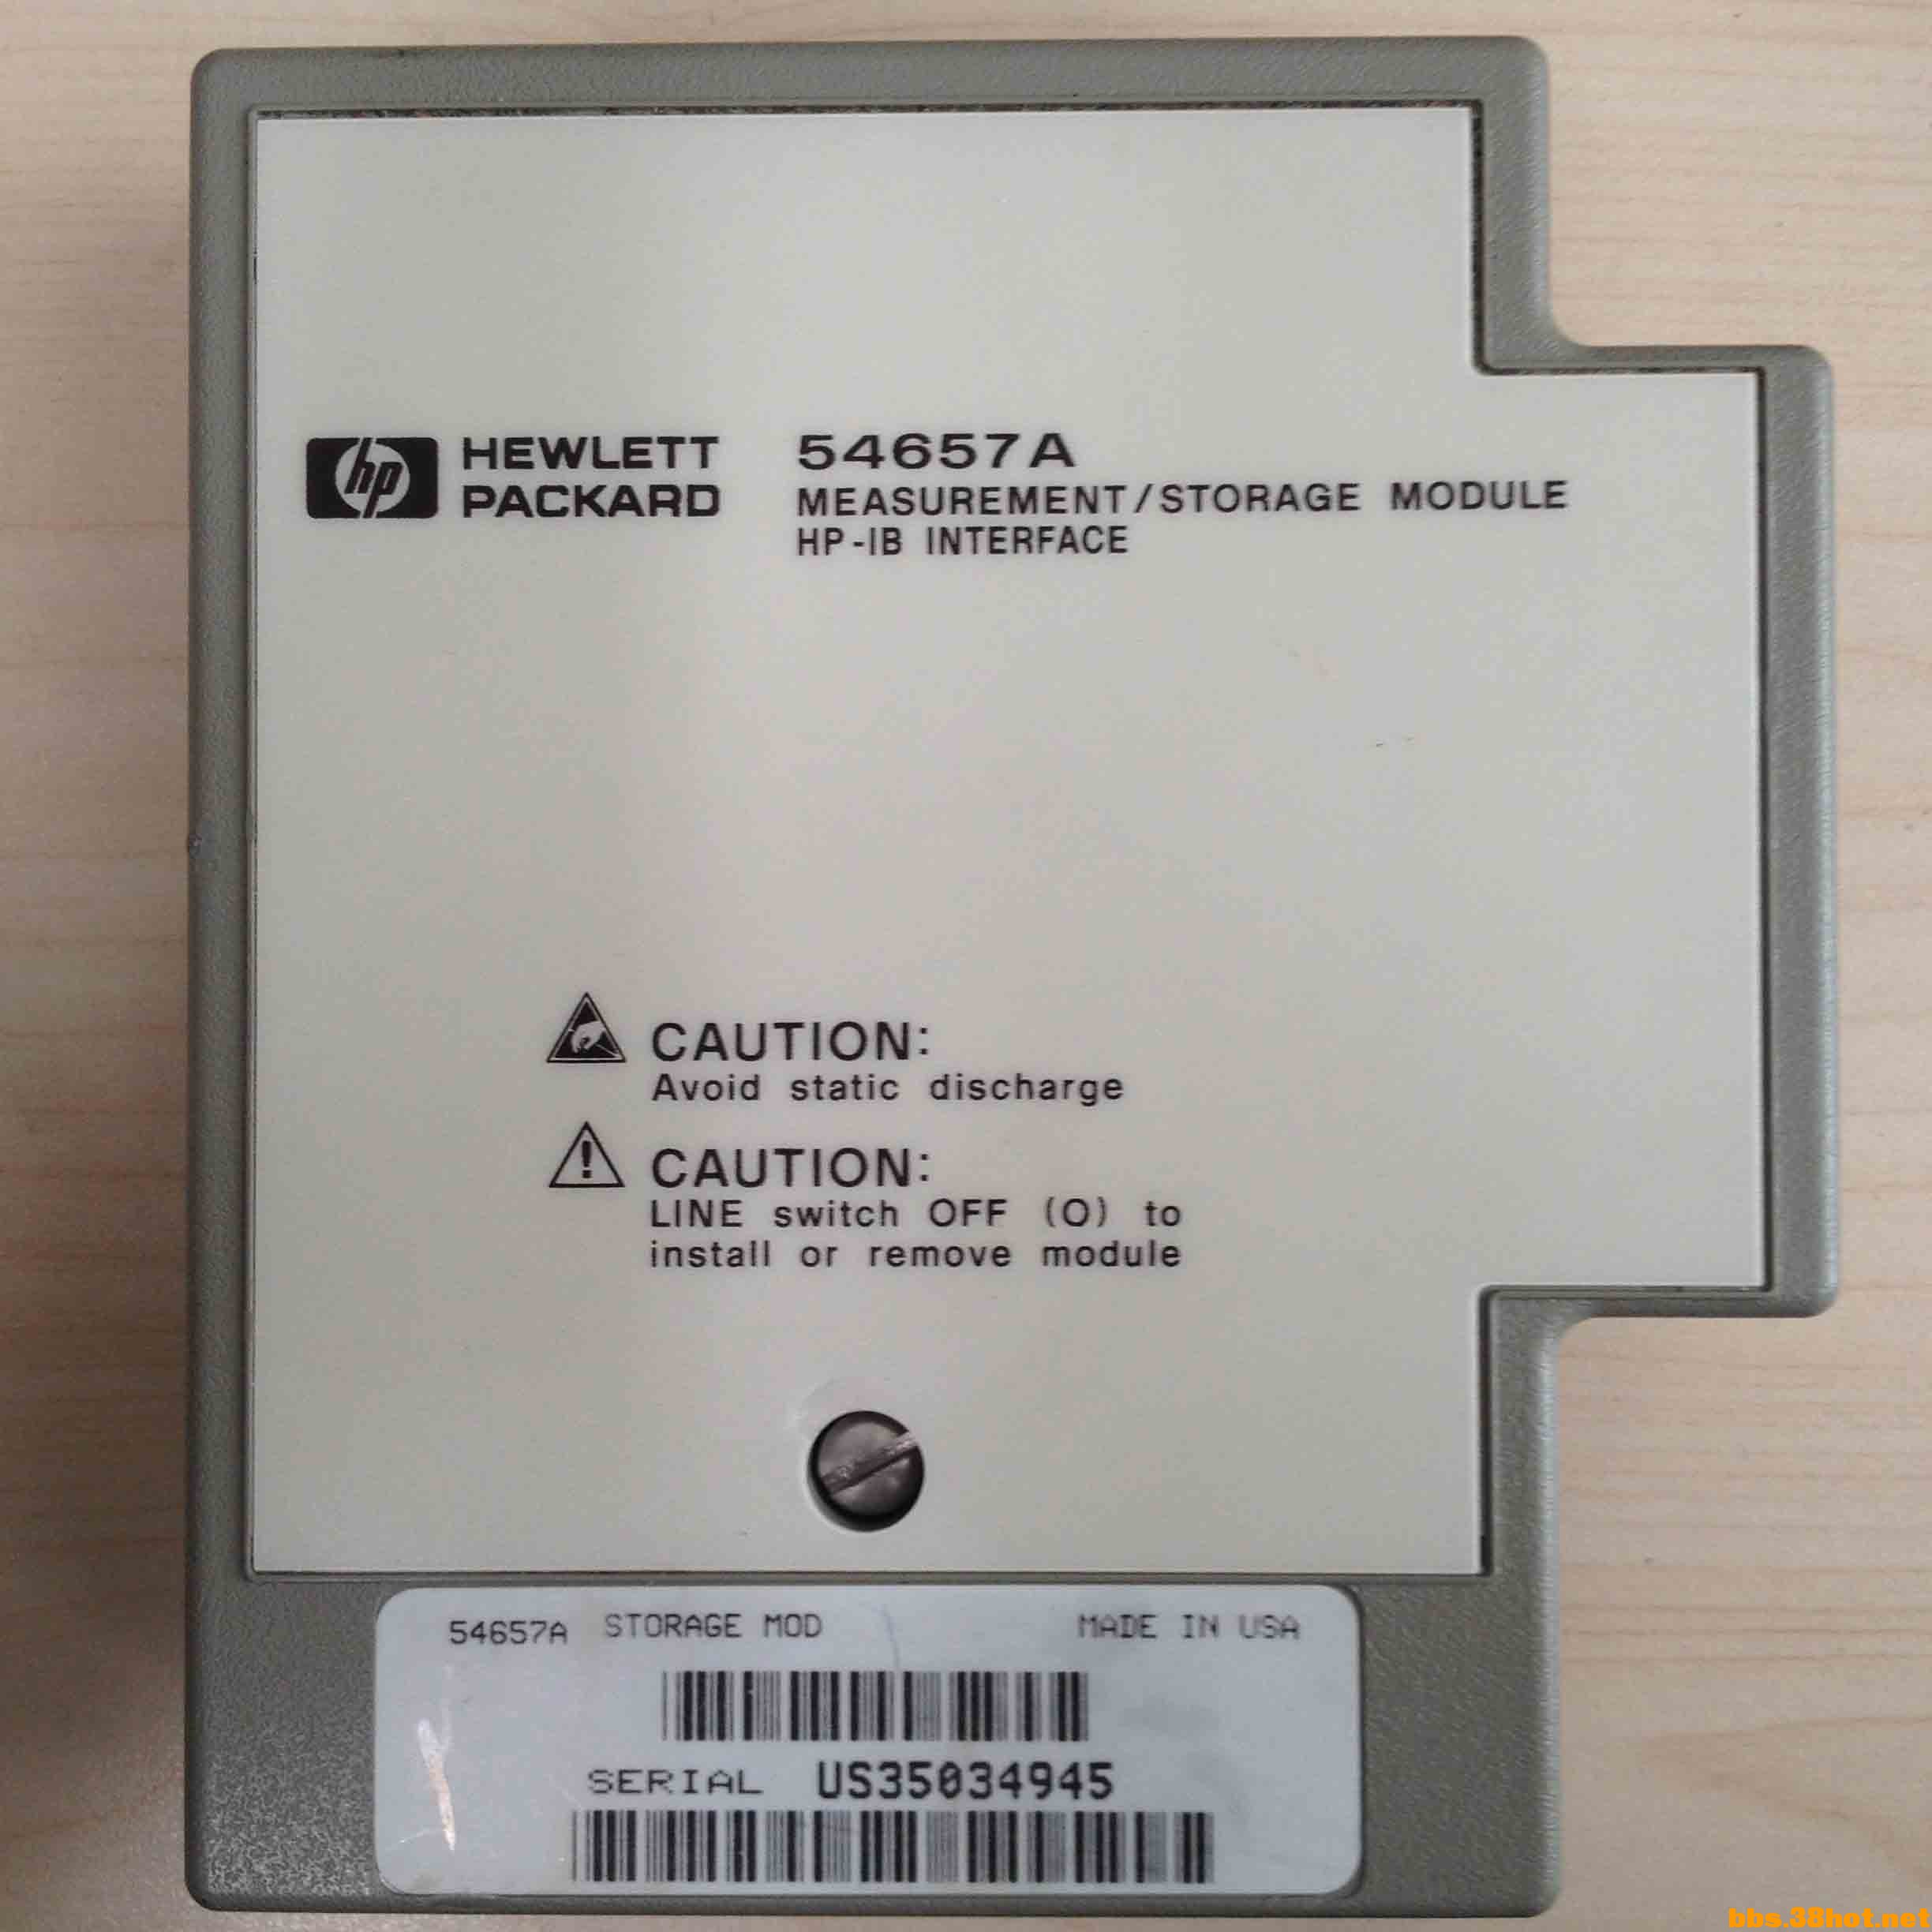 hp HEWLETT PACKARD
54657A
MEASUREMENT/STORAGE MODULE
HP-IB INTERFACE
CAUTION:
Avoid static discharge
CAUTION:
LINE switch OFF (O) to
install or remove module
54657A STORAGE MOD MADE IN USA
SERIAL US35034945
bbs.38hot.net